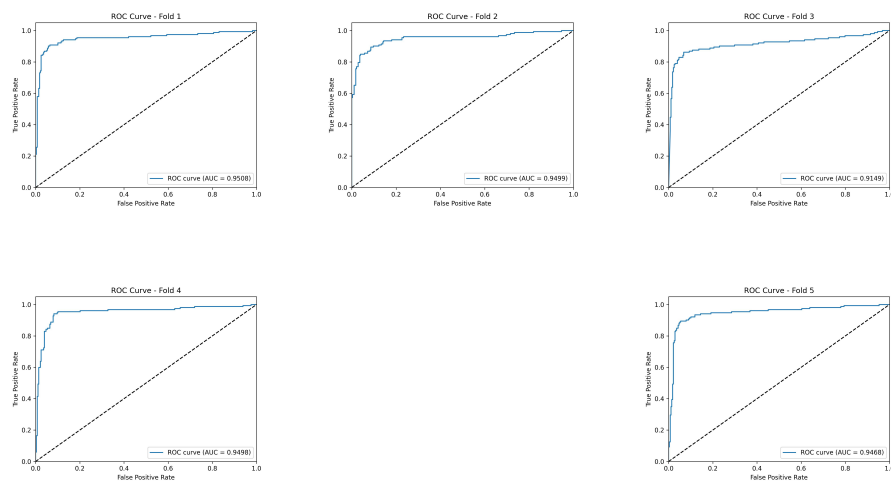 ROC Curve - Fold 1
1.0
0.8
0.6
0.4
0.2
0.0
True Positive Rate
ROC curve (AUC = 0.9508)
0.0 0.2 0.4 0.6 0.8 1.0
False Positive Rate
ROC Curve - Fold 2
1.0
0.8
0.6
0.4
0.2
0.0
True Positive Rate
ROC curve (AUC = 0.9499)
0.0 0.2 0.4 0.6 0.8 1.0
False Positive Rate
ROC Curve - Fold 3
1.0
0.8
0.6
0.4
0.2
0.0
True Positive Rate
ROC curve (AUC = 0.9149)
0.0 0.2 0.4 0.6 0.8 1.0
False Positive Rate
ROC Curve - Fold 4
1.0
0.8
0.6
0.4
0.2
0.0
True Positive Rate
ROC curve (AUC = 0.9498)
0.0 0.2 0.4 0.6 0.8 1.0
False Positive Rate
ROC Curve - Fold 5
1.0
0.8
0.6
0.4
0.2
0.0
True Positive Rate
ROC curve (AUC = 0.9468)
0.0 0.2 0.4 0.6 0.8 1.0
False Positive Rate